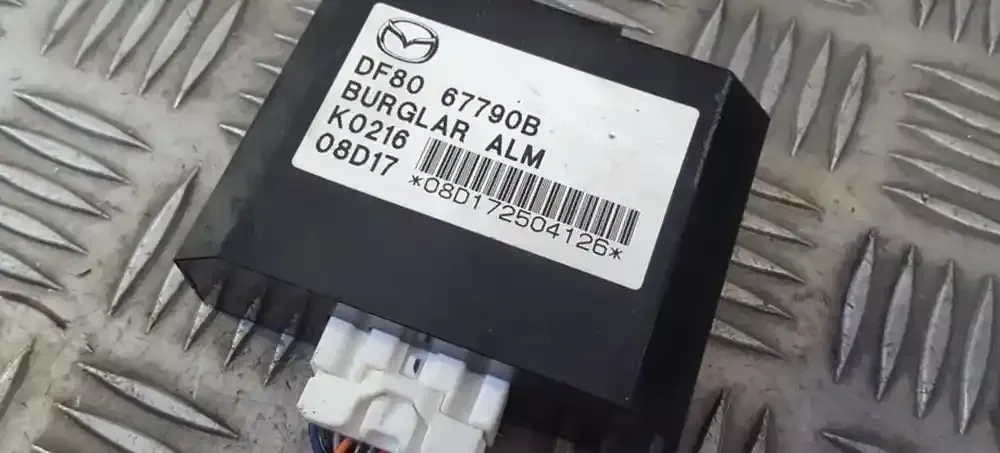 DF80 67790B
BURGLAR ALM
K0216
08D17
*08D172504126*